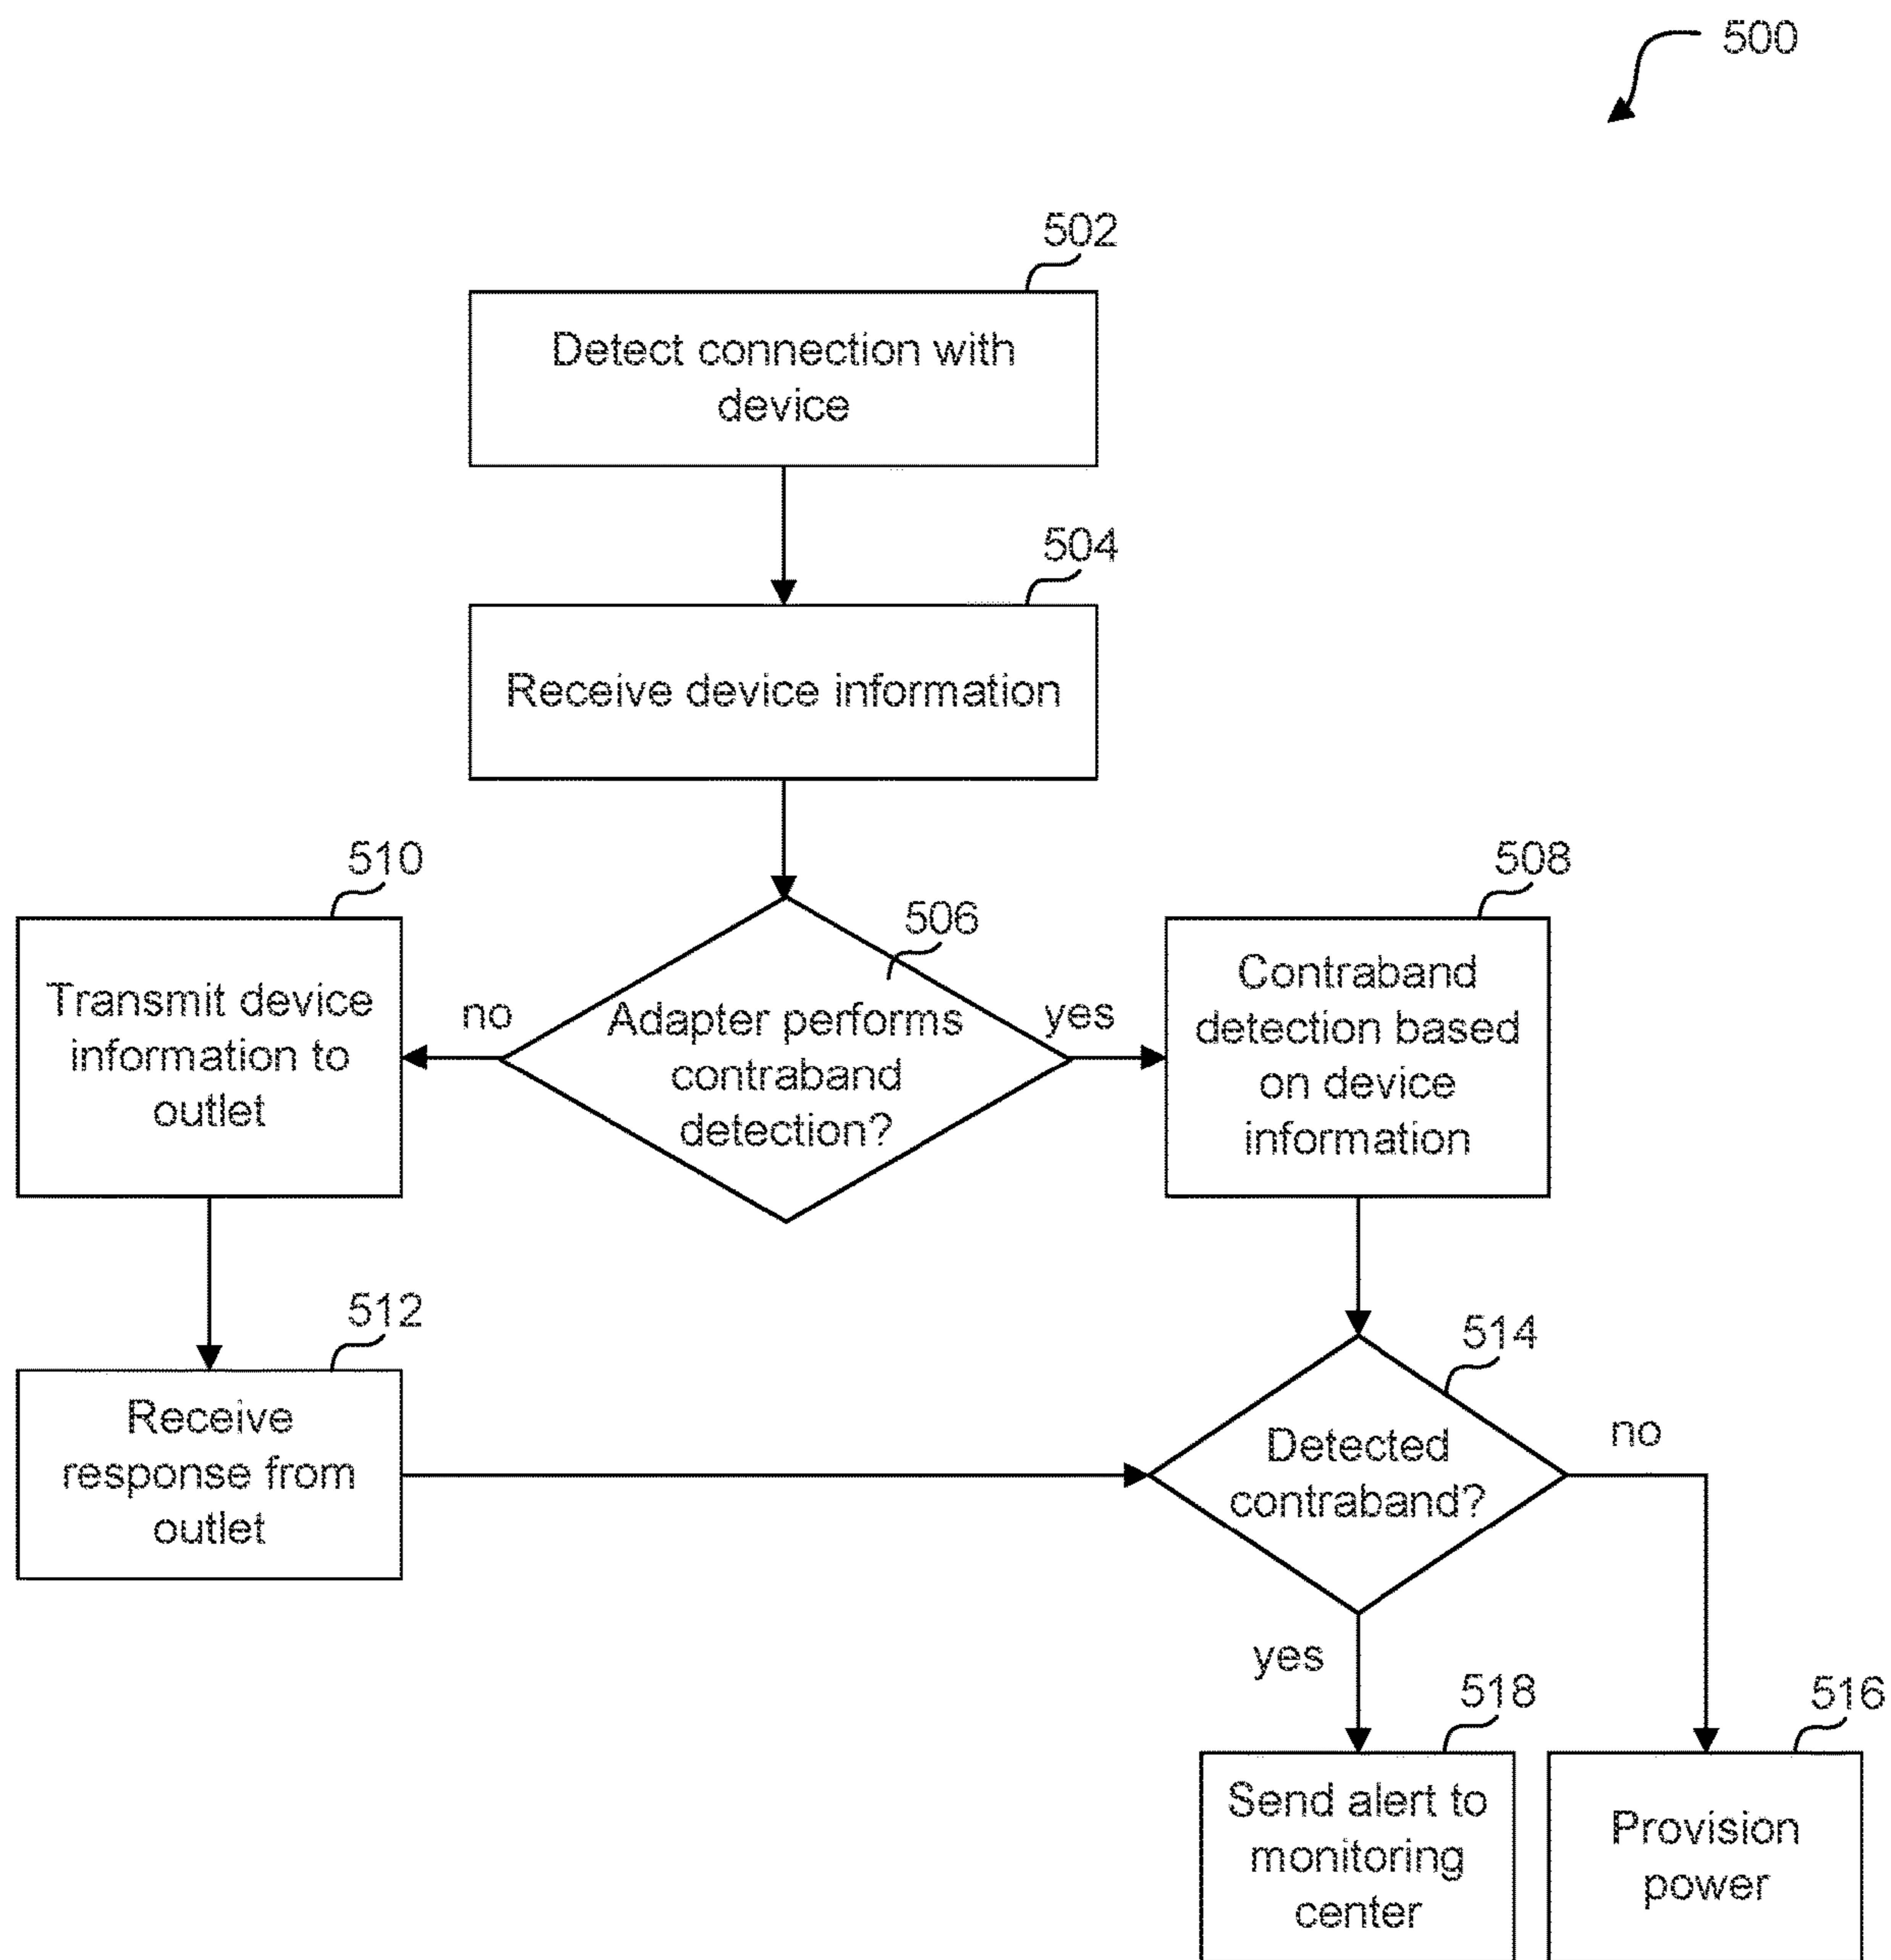 500
502
Detect connection with
device
504
Receive device information
510
508
506
Transmit device
information to
outlet
no
Adapter performs
contraband
detection?
yes
Contraband
detection based
on device
information
512
514
Receive
response from
outlet
Detected
contraband?
no
yes
518
516
Send alert to
monitoring
center
Provision
power